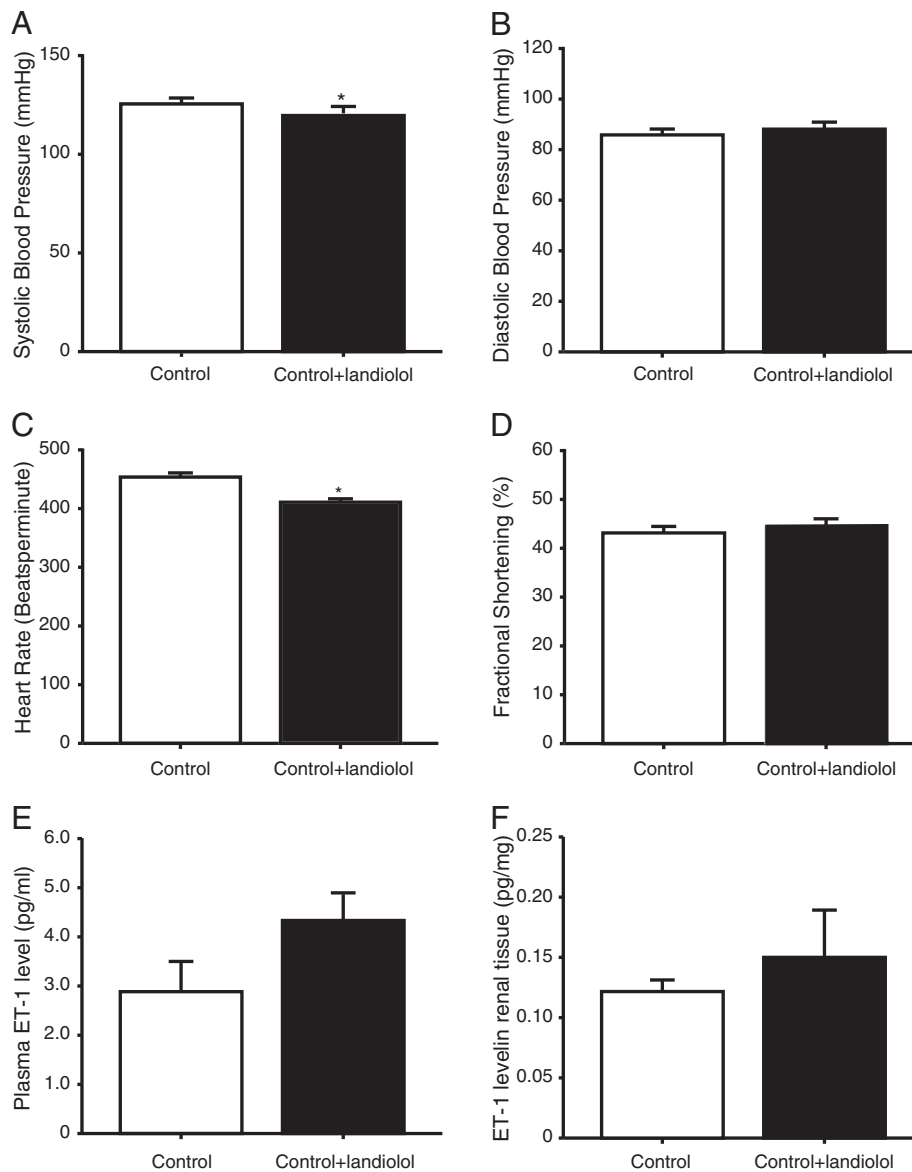 A
Systolic Blood Pressure (mmHg)
150
100
50
0
*
Control
Control+landiolol
B
Diastolic Blood Pressure (mmHg)
120
100
80
60
40
20
0
Control
Control+landiolol
C
Heart Rate (Beatsperminute)
500
400
300
200
100
0
*
Control
Control+landiolol
D
Fractional Shortening (%)
60
50
40
30
20
10
0
Control
Control+landiolol
E
Plasma ET-1 level (pg/ml)
6.0
5.0
4.0
3.0
2.0
1.0
0
Control
Control+landiolol
F
ET-1 levelin renal tissue (pg/mg)
0.25
0.20
0.15
0.10
0.05
0
Control
Control+landiolol